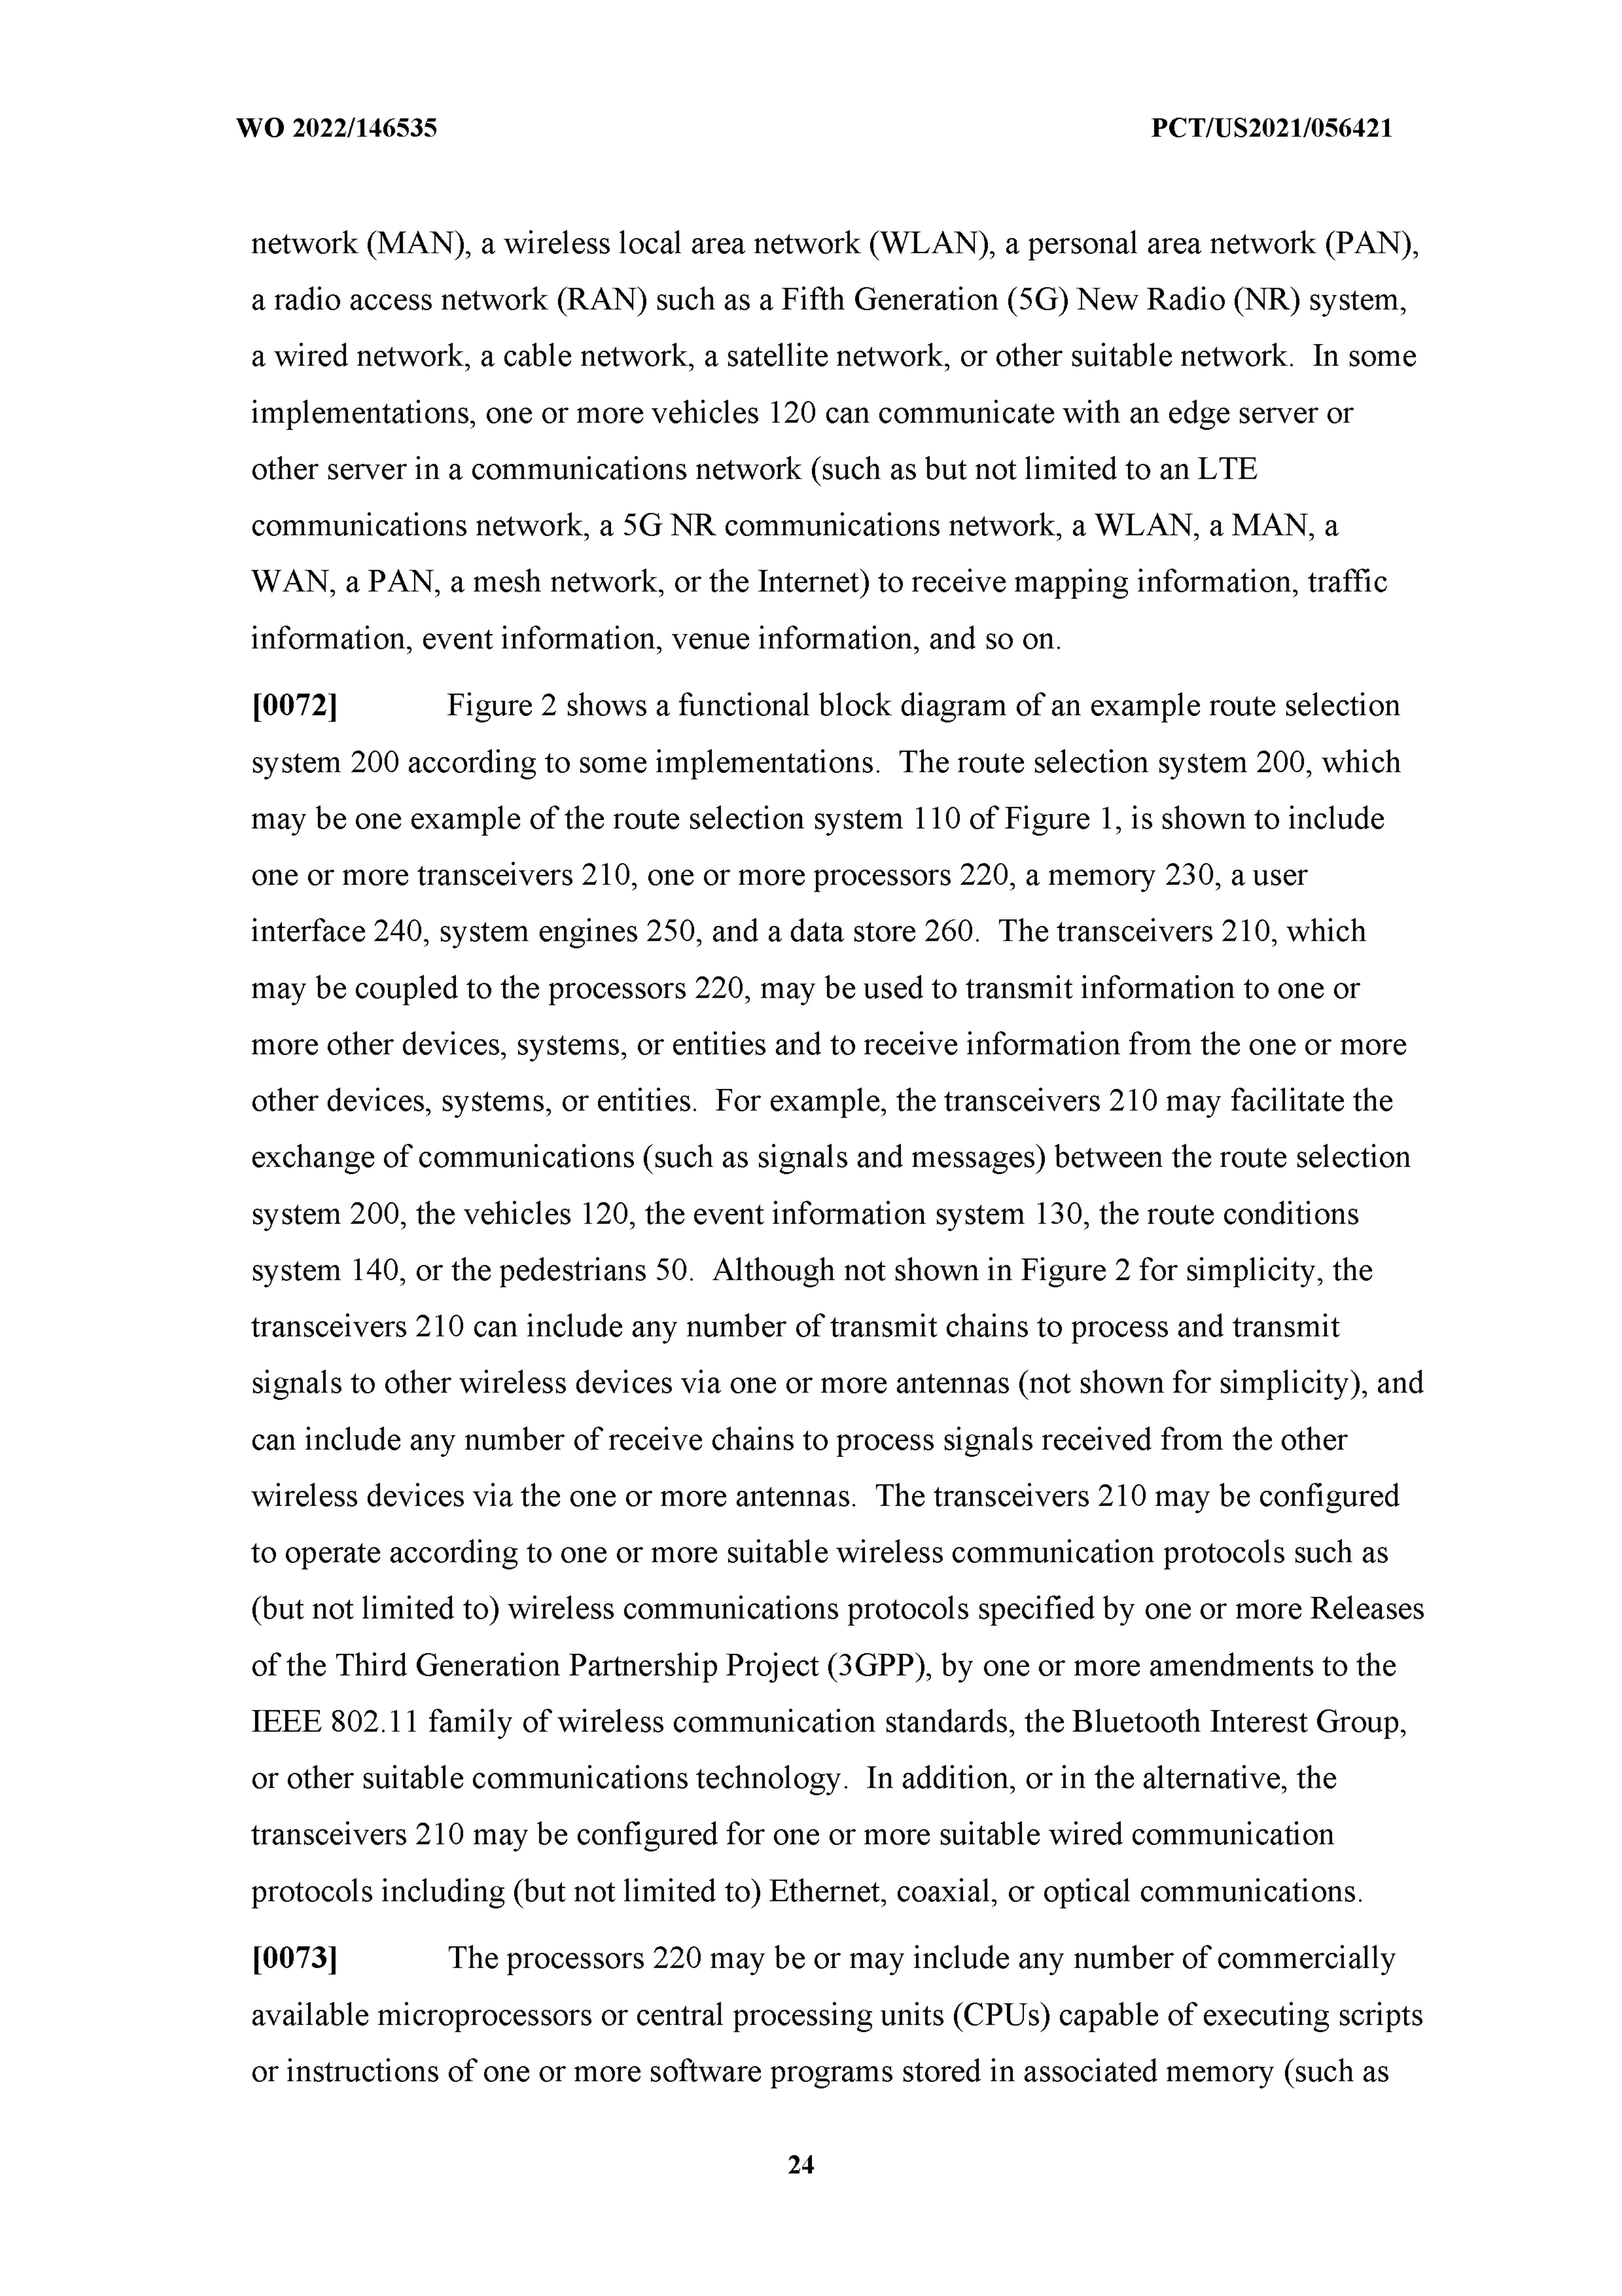 WO 2022/146535 PCT/US2021/056421
network (MAN), a wireless local area network (WLAN), a personal area network (PAN),
a radio access network (RAN) such as a Fifth Generation (5G) New Radio (NR) system,
a wired network, a cable network, a satellite network, or other suitable network.  In some
implementations, one or more vehicles 120 can communicate with an edge server or
other server in a communications network (such as but not limited to an LTE
communications network, a 5G NR communications network, a WLAN, a MAN, a
WAN, a PAN, a mesh network, or the Internet) to receive mapping information, traffic
information, event information, venue information, and so on.
[0072] Figure 2 shows a functional block diagram of an example route selection
system 200 according to some implementations.  The route selection system 200, which
may be one example of the route selection system 110 of Figure 1, is shown to include
one or more transceivers 210, one or more processors 220, a memory 230, a user
interface 240, system engines 250, and a data store 260.  The transceivers 210, which
may be coupled to the processors 220, may be used to transmit information to one or
more other devices, systems, or entities and to receive information from the one or more
other devices, systems, or entities.  For example, the transceivers 210 may facilitate the
exchange of communications (such as signals and messages) between the route selection
system 200, the vehicles 120, the event information system 130, the route conditions
system 140, or the pedestrians 50.  Although not shown in Figure 2 for simplicity, the
transceivers 210 can include any number of transmit chains to process and transmit
signals to other wireless devices via one or more antennas (not shown for simplicity), and
can include any number of receive chains to process signals received from the other
wireless devices via the one or more antennas.  The transceivers 210 may be configured
to operate according to one or more suitable wireless communication protocols such as
(but not limited to) wireless communications protocols specified by one or more Releases
of the Third Generation Partnership Project (3GPP), by one or more amendments to the
IEEE 802.11 family of wireless communication standards, the Bluetooth Interest Group,
or other suitable communications technology.  In addition, or in the alternative, the
transceivers 210 may be configured for one or more suitable wired communication
protocols including (but not limited to) Ethernet, coaxial, or optical communications.
[0073] The processors 220 may be or may include any number of commercially
available microprocessors or central processing units (CPUs) capable of executing scripts
or instructions of one or more software programs stored in associated memory (such as
24